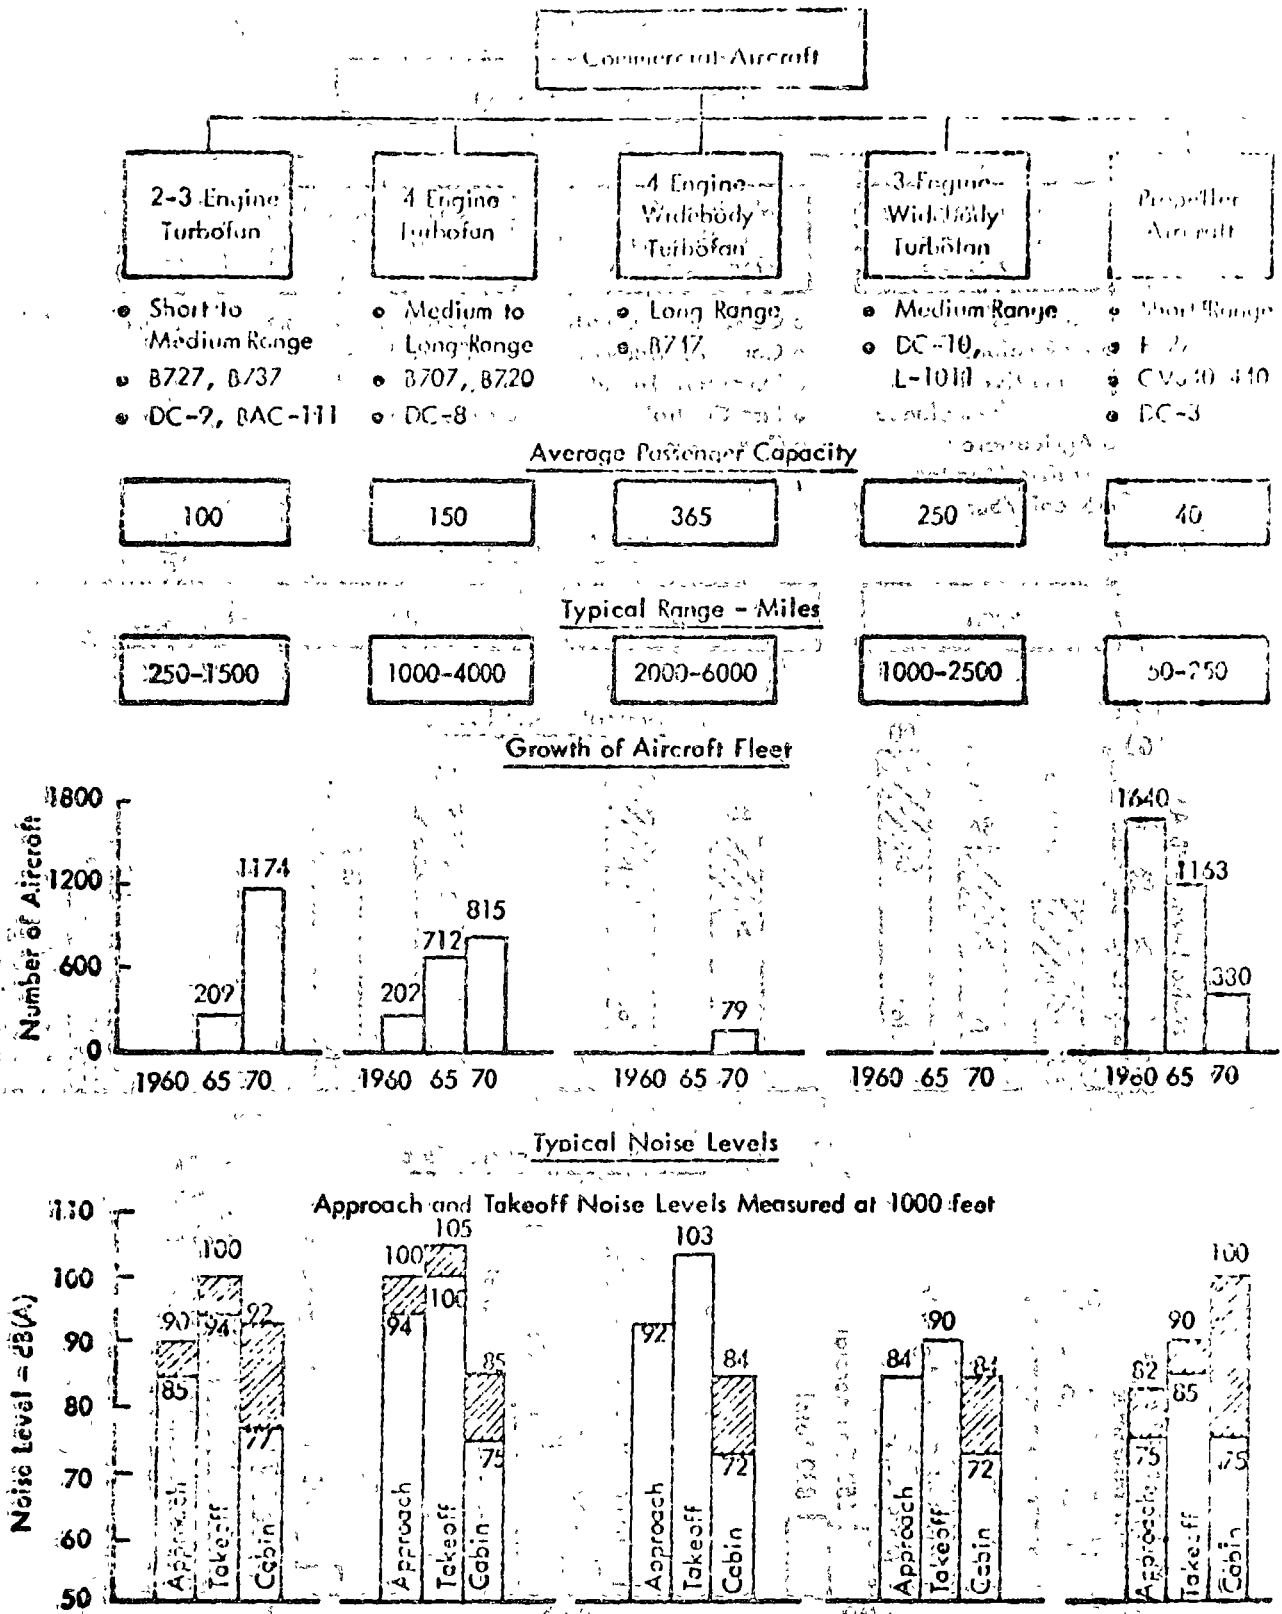 Commercial Aircraft
2-3 Engine
Turbofan
4 Engine
Turbofan
4 Engine
Widebody
Turbofan
3 Engine
Widebody
Turbofan
Propeller
Aircraft
• Short to
Medium Range
• B727, B737
• DC-9, BAC-111
• Medium to
Long Range
• B707, B720
• DC-8
• Long Range
• B747
• Medium Range
• DC-10,
L-1011
• Short Range
• DC-3
Average Passenger Capacity
100 150 365 250 40
Typical Range - Miles
250-1500 1000-4000 2000-6000 1000-2500
Growth of Aircraft Fleet
Number of Aircraft
1800
1200
600
0
209 1174
202 712 815
79
1640 1163
1960 65 70 1960 65 70 1960 65 70 1960 65 70 1960 65 70
Typical Noise Levels
Approach and Takeoff Noise Levels Measured at 1000 feet
Noise Level - dB(A)
110
100
90
80
70
60
50
90 100 92
85 94 77
Approach Takeoff Cabin
100 105 85
94 100 75
Approach Takeoff Cabin
92 103 84
72
Approach Takeoff Cabin
84 90 84
72
Approach Takeoff Cabin
82 90 100
75 85 75
Approach Takeoff Cabin